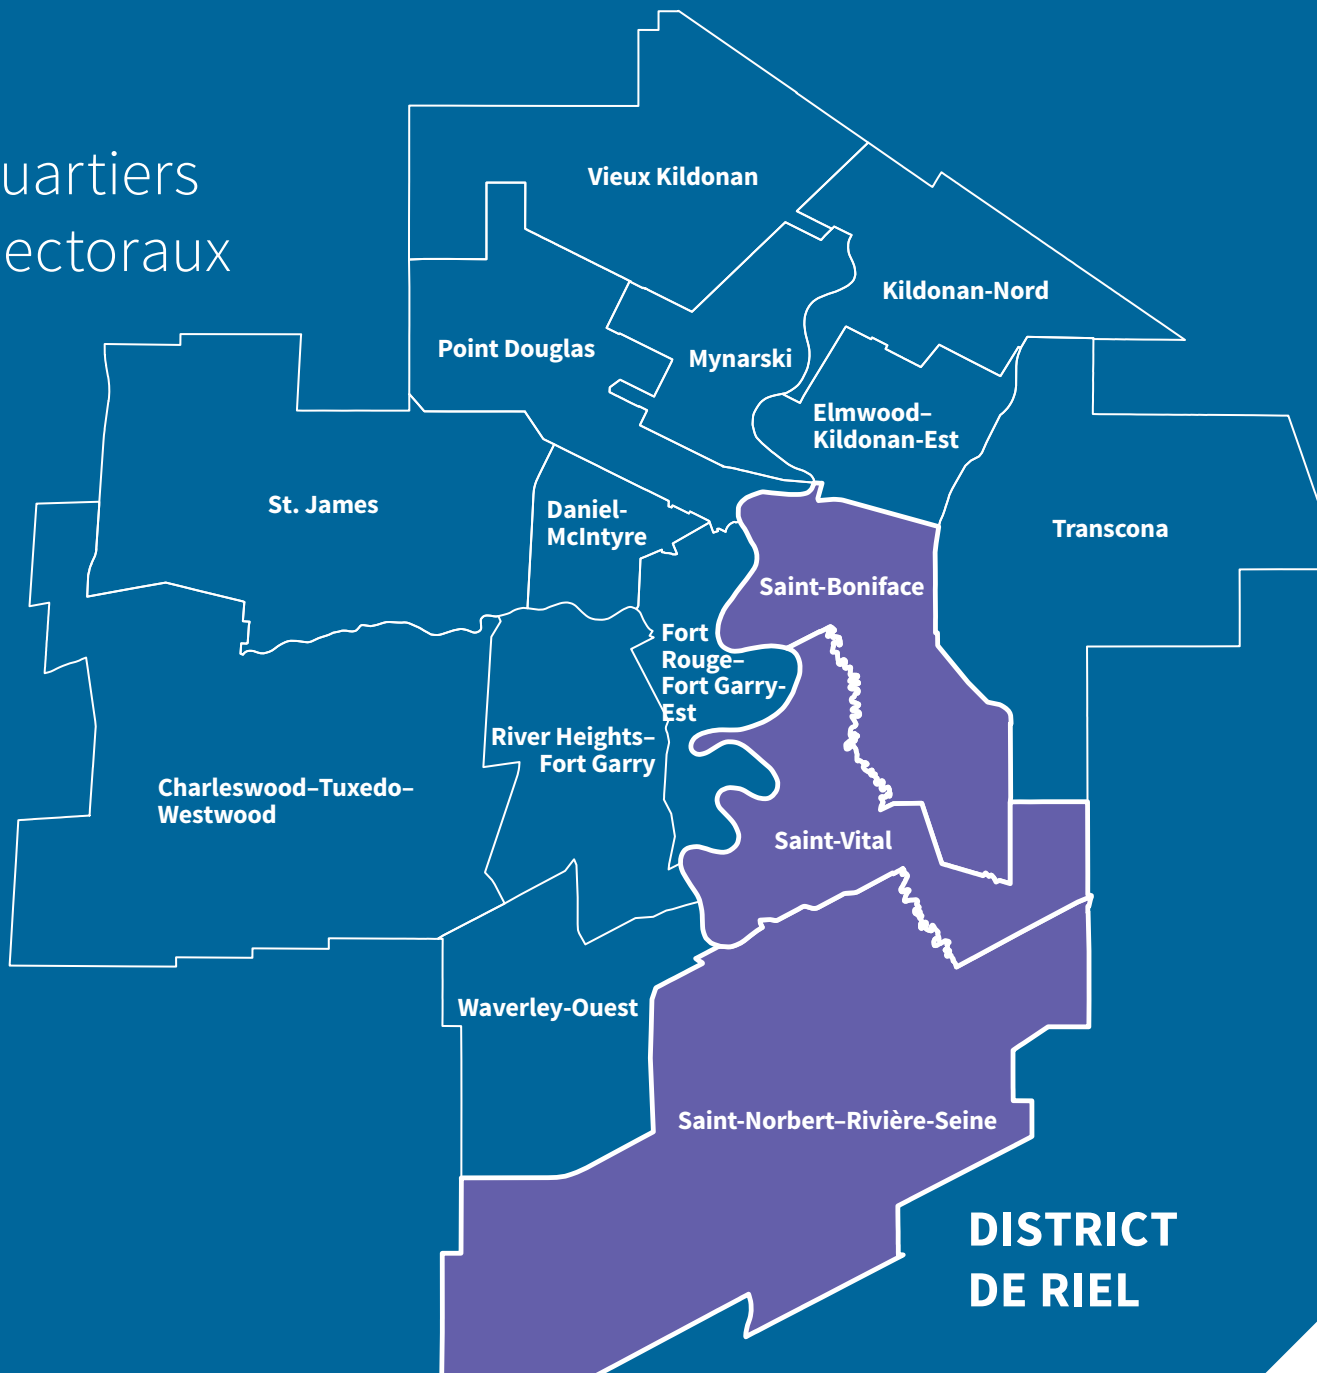 uartiers
ectoraux
Vieux Kildonan
Kildonan-Nord
Point Douglas
Mynarski
Elmwood–
Kildonan-Est
St. James
Daniel-
McIntyre
Transcona
Saint-Boniface
Fort
Rouge–
Fort Garry-
Est
River Heights–
Fort Garry
Charleswood–Tuxedo–
Westwood
Saint-Vital
Waverley-Ouest
Saint-Norbert–Rivière-Seine
DISTRICT
DE RIEL